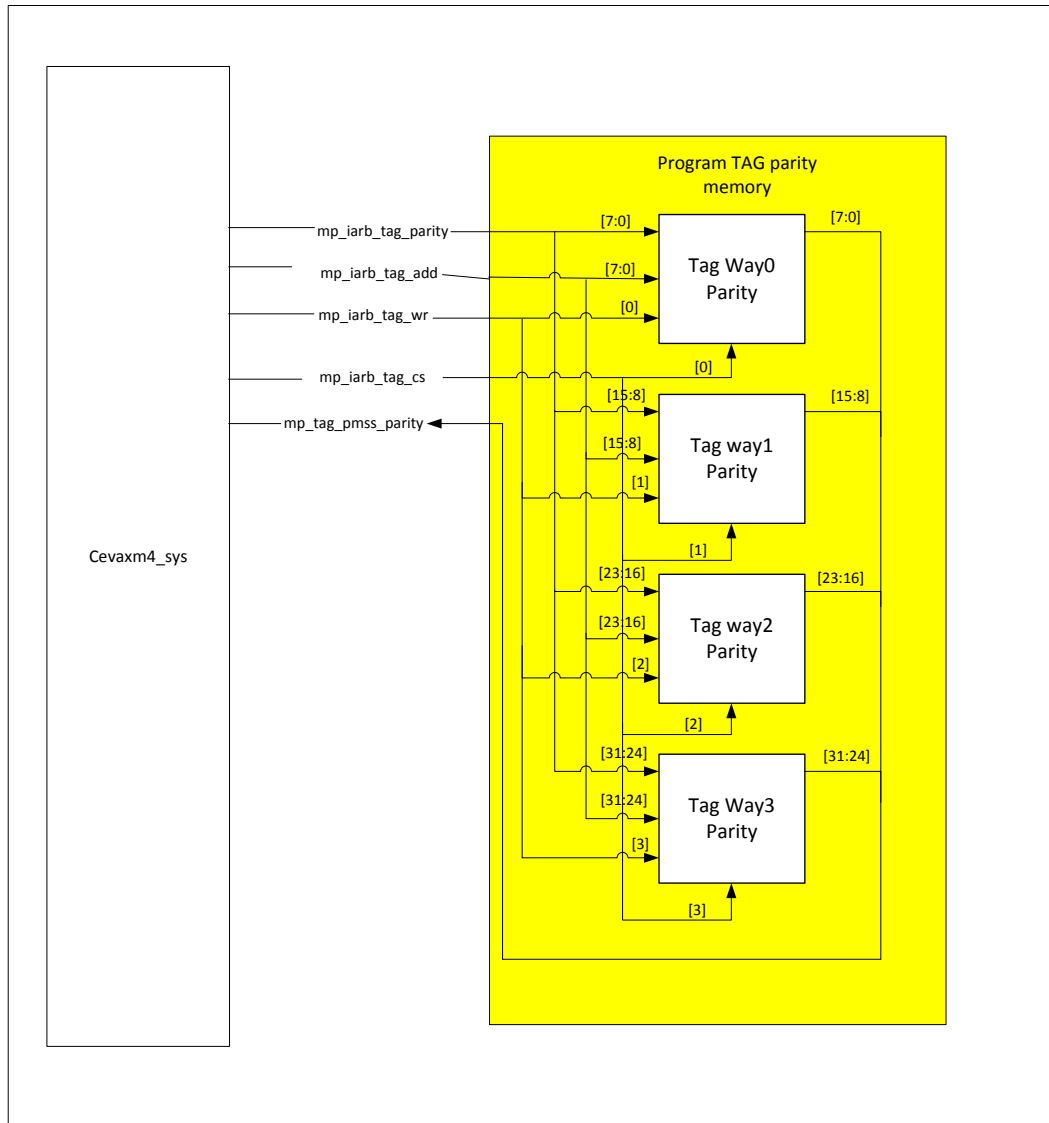 Program TAG parity
memory
mp_iarb_tag_parity
[7:0]
[7:0]
mp_iarb_tag_add
[7:0]
Tag Way0
Parity
mp_iarb_tag_wr
[0]
mp_iarb_tag_cs
[0]
mp_tag_pmss_parity
[15:8]
[15:8]
[15:8]
Tag way1
Parity
[1]
[1]
Cevaxm4_sys
[23:16]
[23:16]
[23:16]
Tag way2
Parity
[2]
[2]
[31:24]
[31:24]
[31:24]
Tag Way3
Parity
[3]
[3]